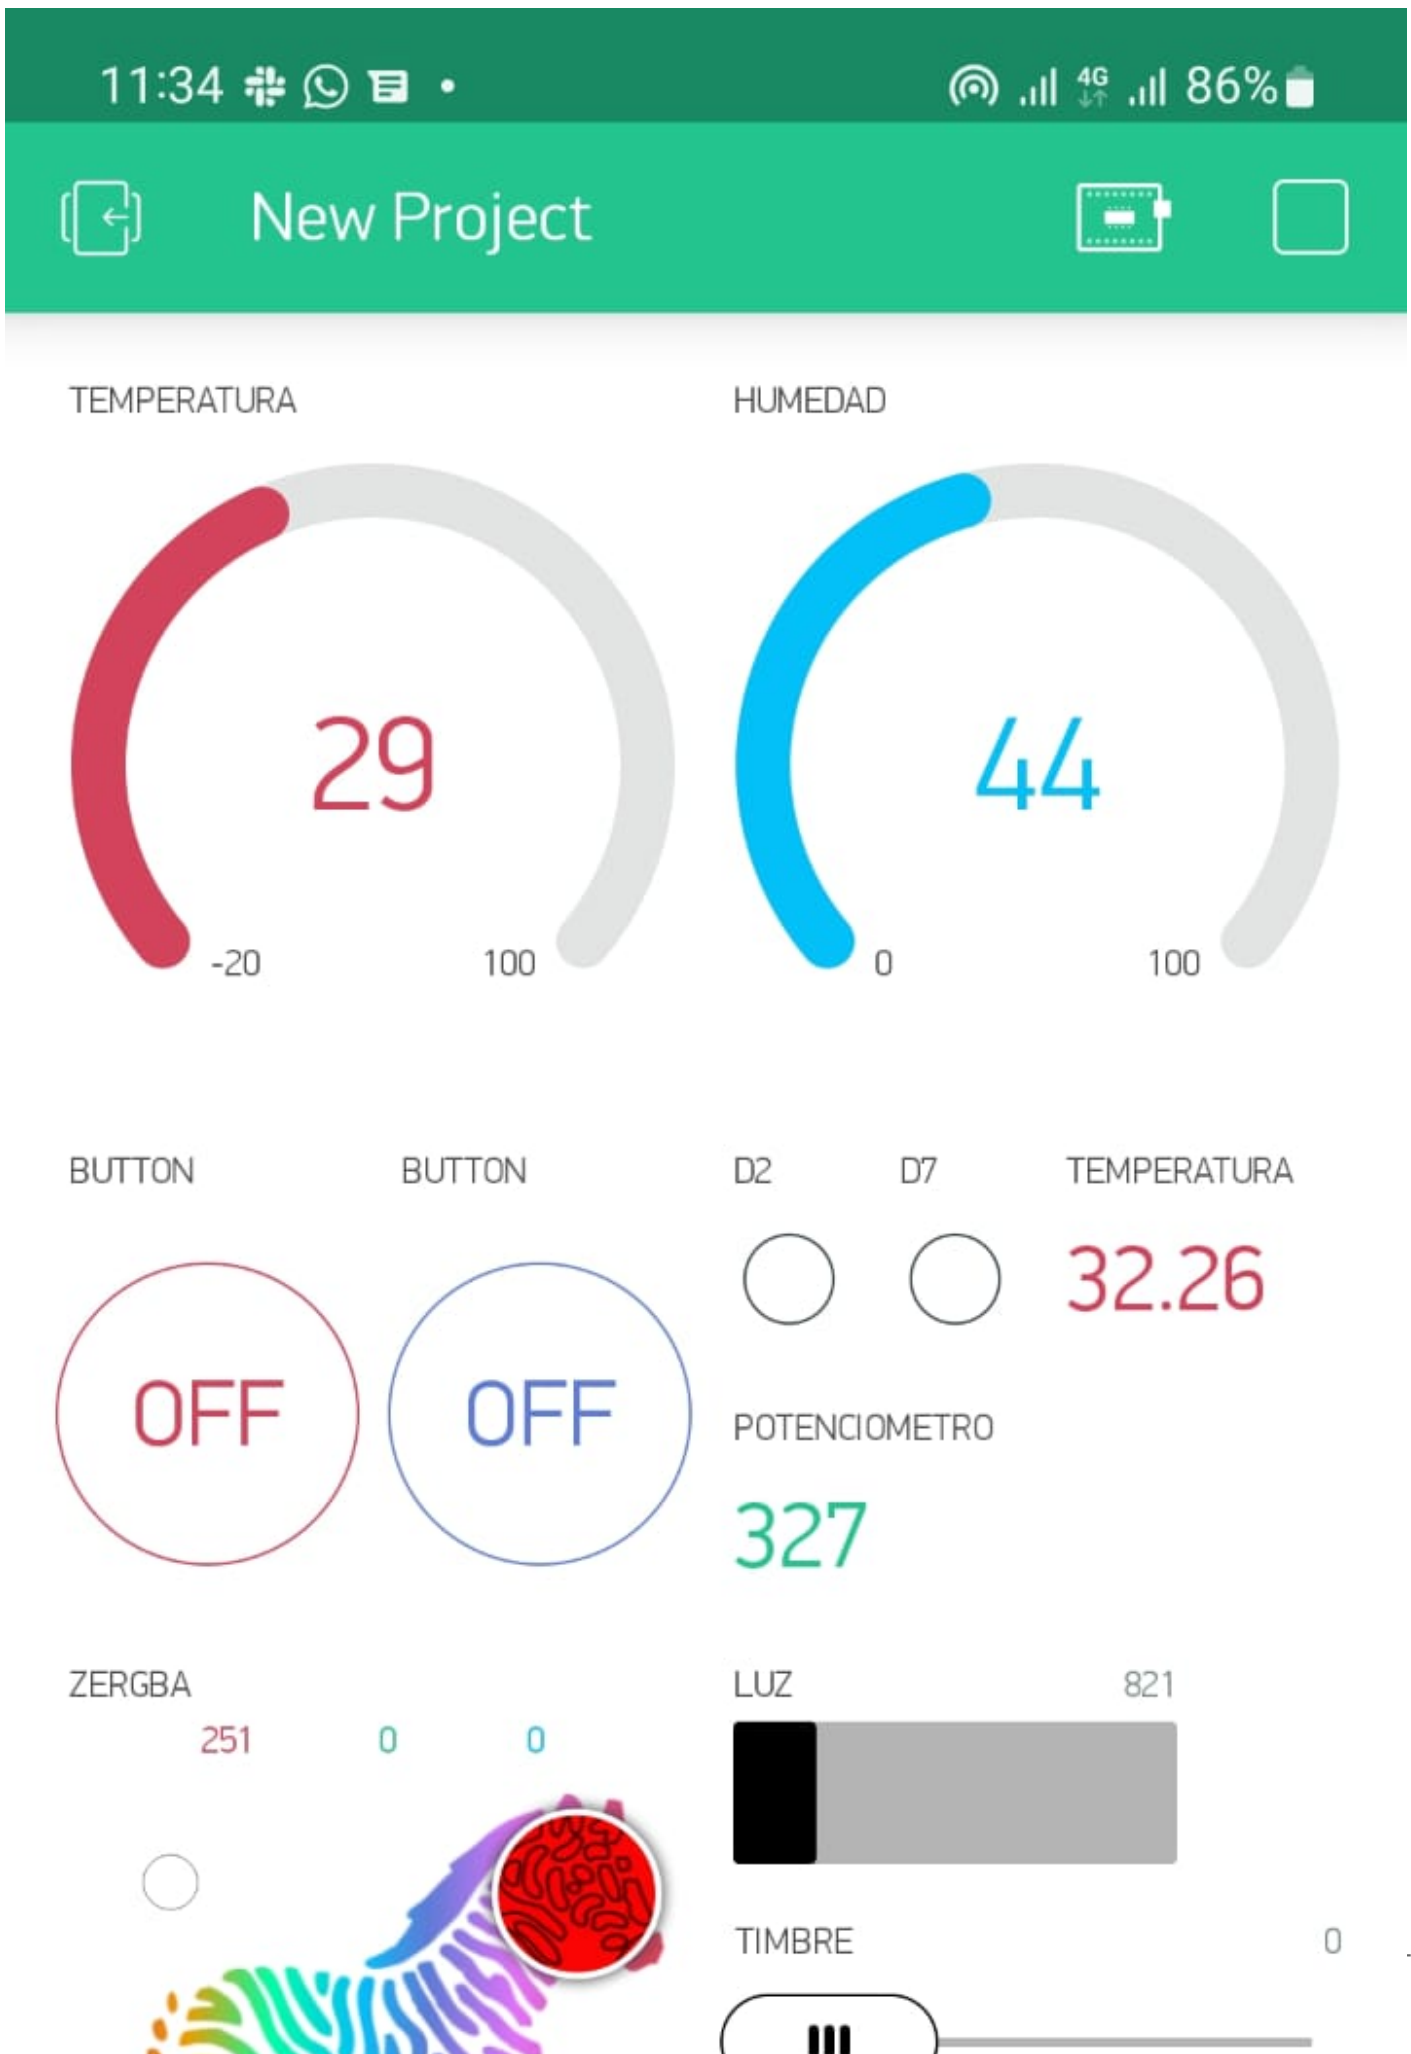 11:34
4G
86%
New Project
TEMPERATURA
HUMEDAD
29
44
-20
100
0
100
BUTTON
BUTTON
D2
D7
TEMPERATURA
OFF
OFF
32.26
POTENCIOMETRO
327
ZERGBA
LUZ
821
251
0
0
TIMBRE
0